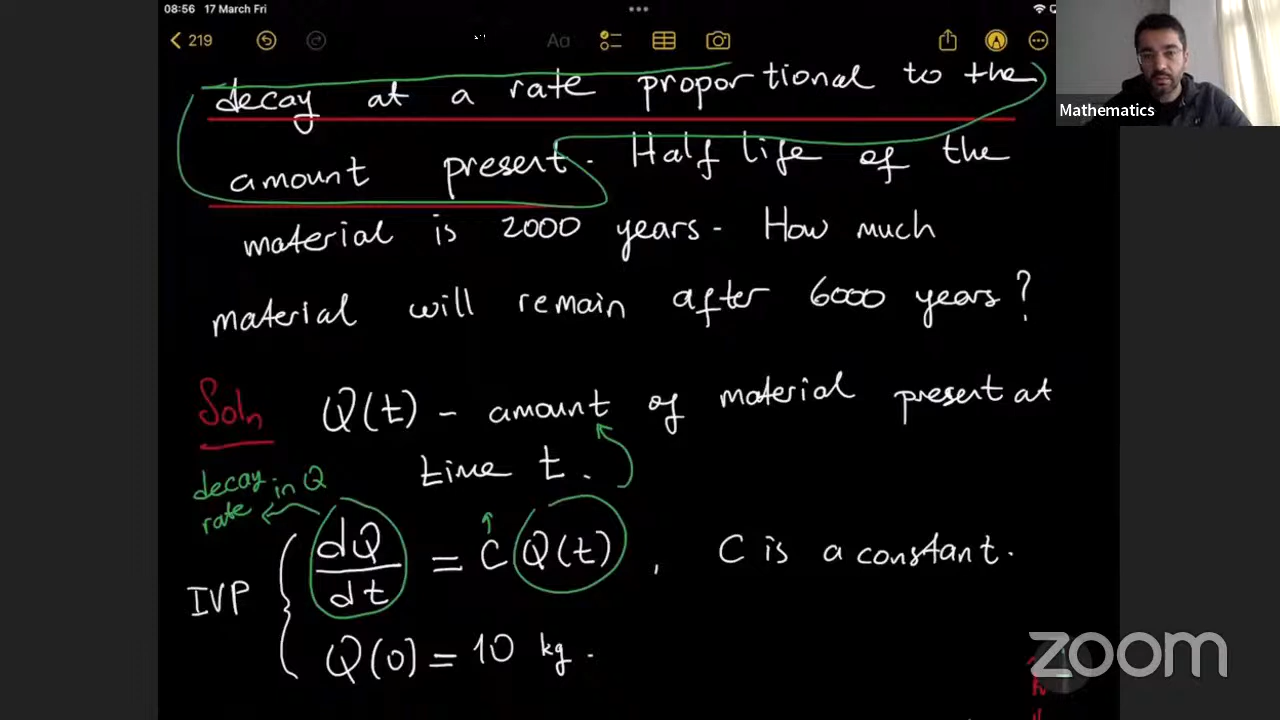 08:56 17 March Fri
219
Aa
Mathematics
decay at a rate proportional to the
amount present. Half life of the
material is 2000 years. How much
material will remain after 6000 years?
Soln Q(t) - amount of material present at
time t.
decay in Q
rate
IVP dQ/dt = C Q(t), C is a constant.
Q(0) = 10 kg.
zoom